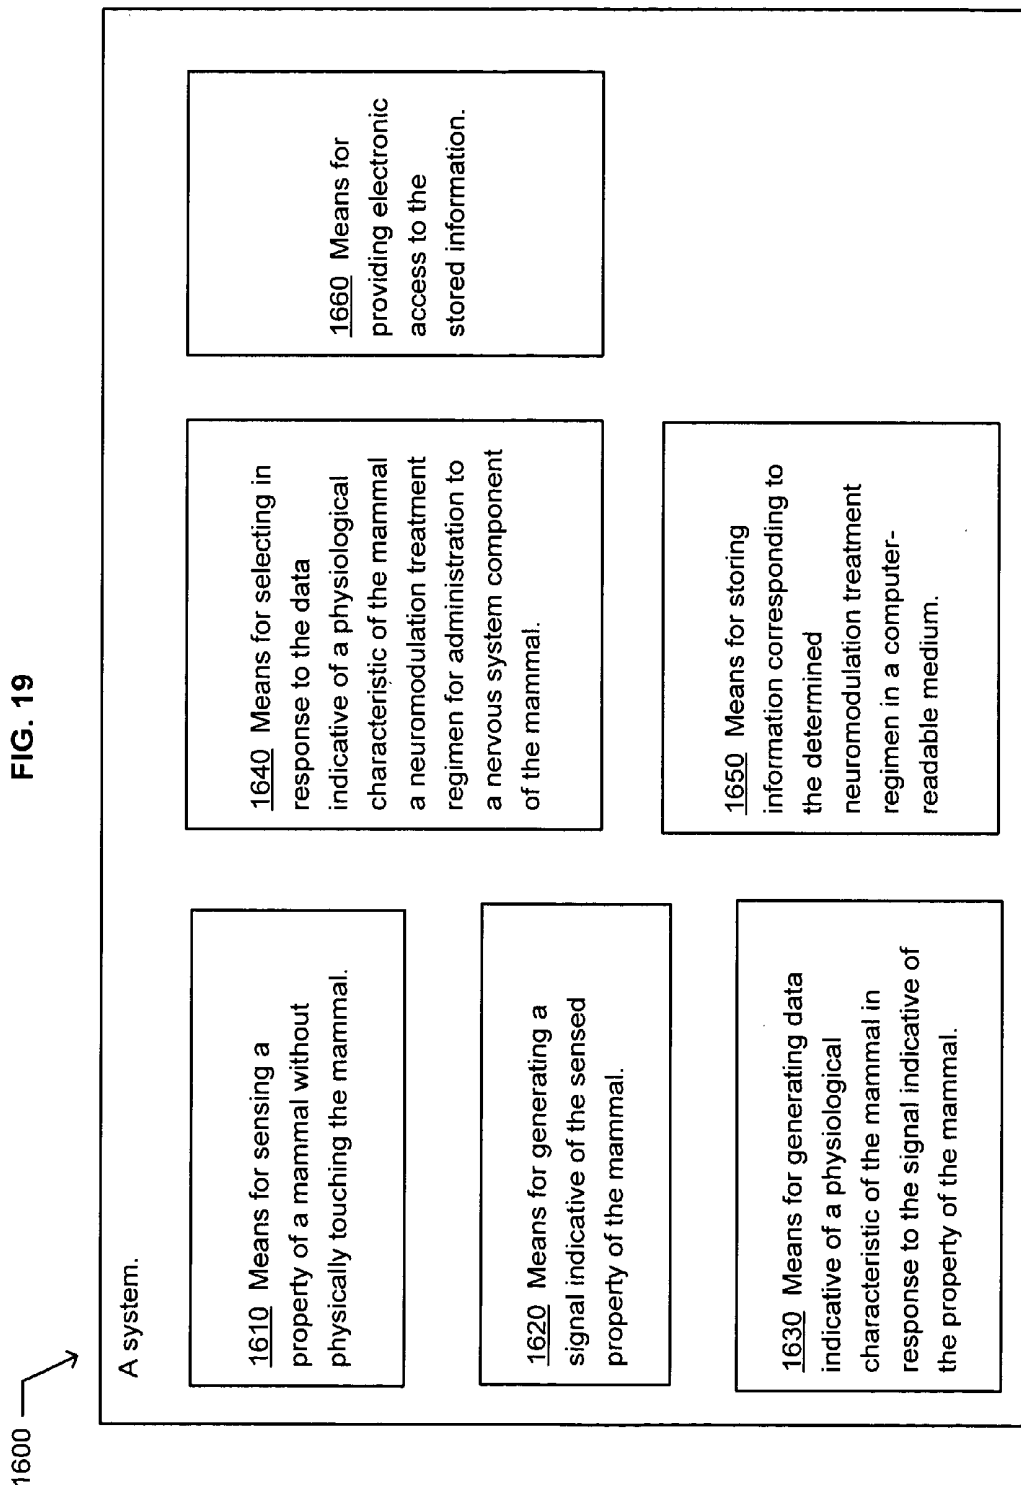 FIG. 19
1600
A system.
1610 Means for sensing a
property of a mammal without
physically touching the mammal.
1620 Means for generating a
signal indicative of the sensed
property of the mammal.
1630 Means for generating data
indicative of a physiological
characteristic of the mammal in
response to the signal indicative of
the property of the mammal.
1640 Means for selecting in
response to the data
indicative of a physiological
characteristic of the mammal
a neuromodulation treatment
regimen for administration to
a nervous system component
of the mammal.
1650 Means for storing
information corresponding to
the determined
neuromodulation treatment
regimen in a computer-
readable medium.
1660 Means for
providing electronic
access to the
stored information.